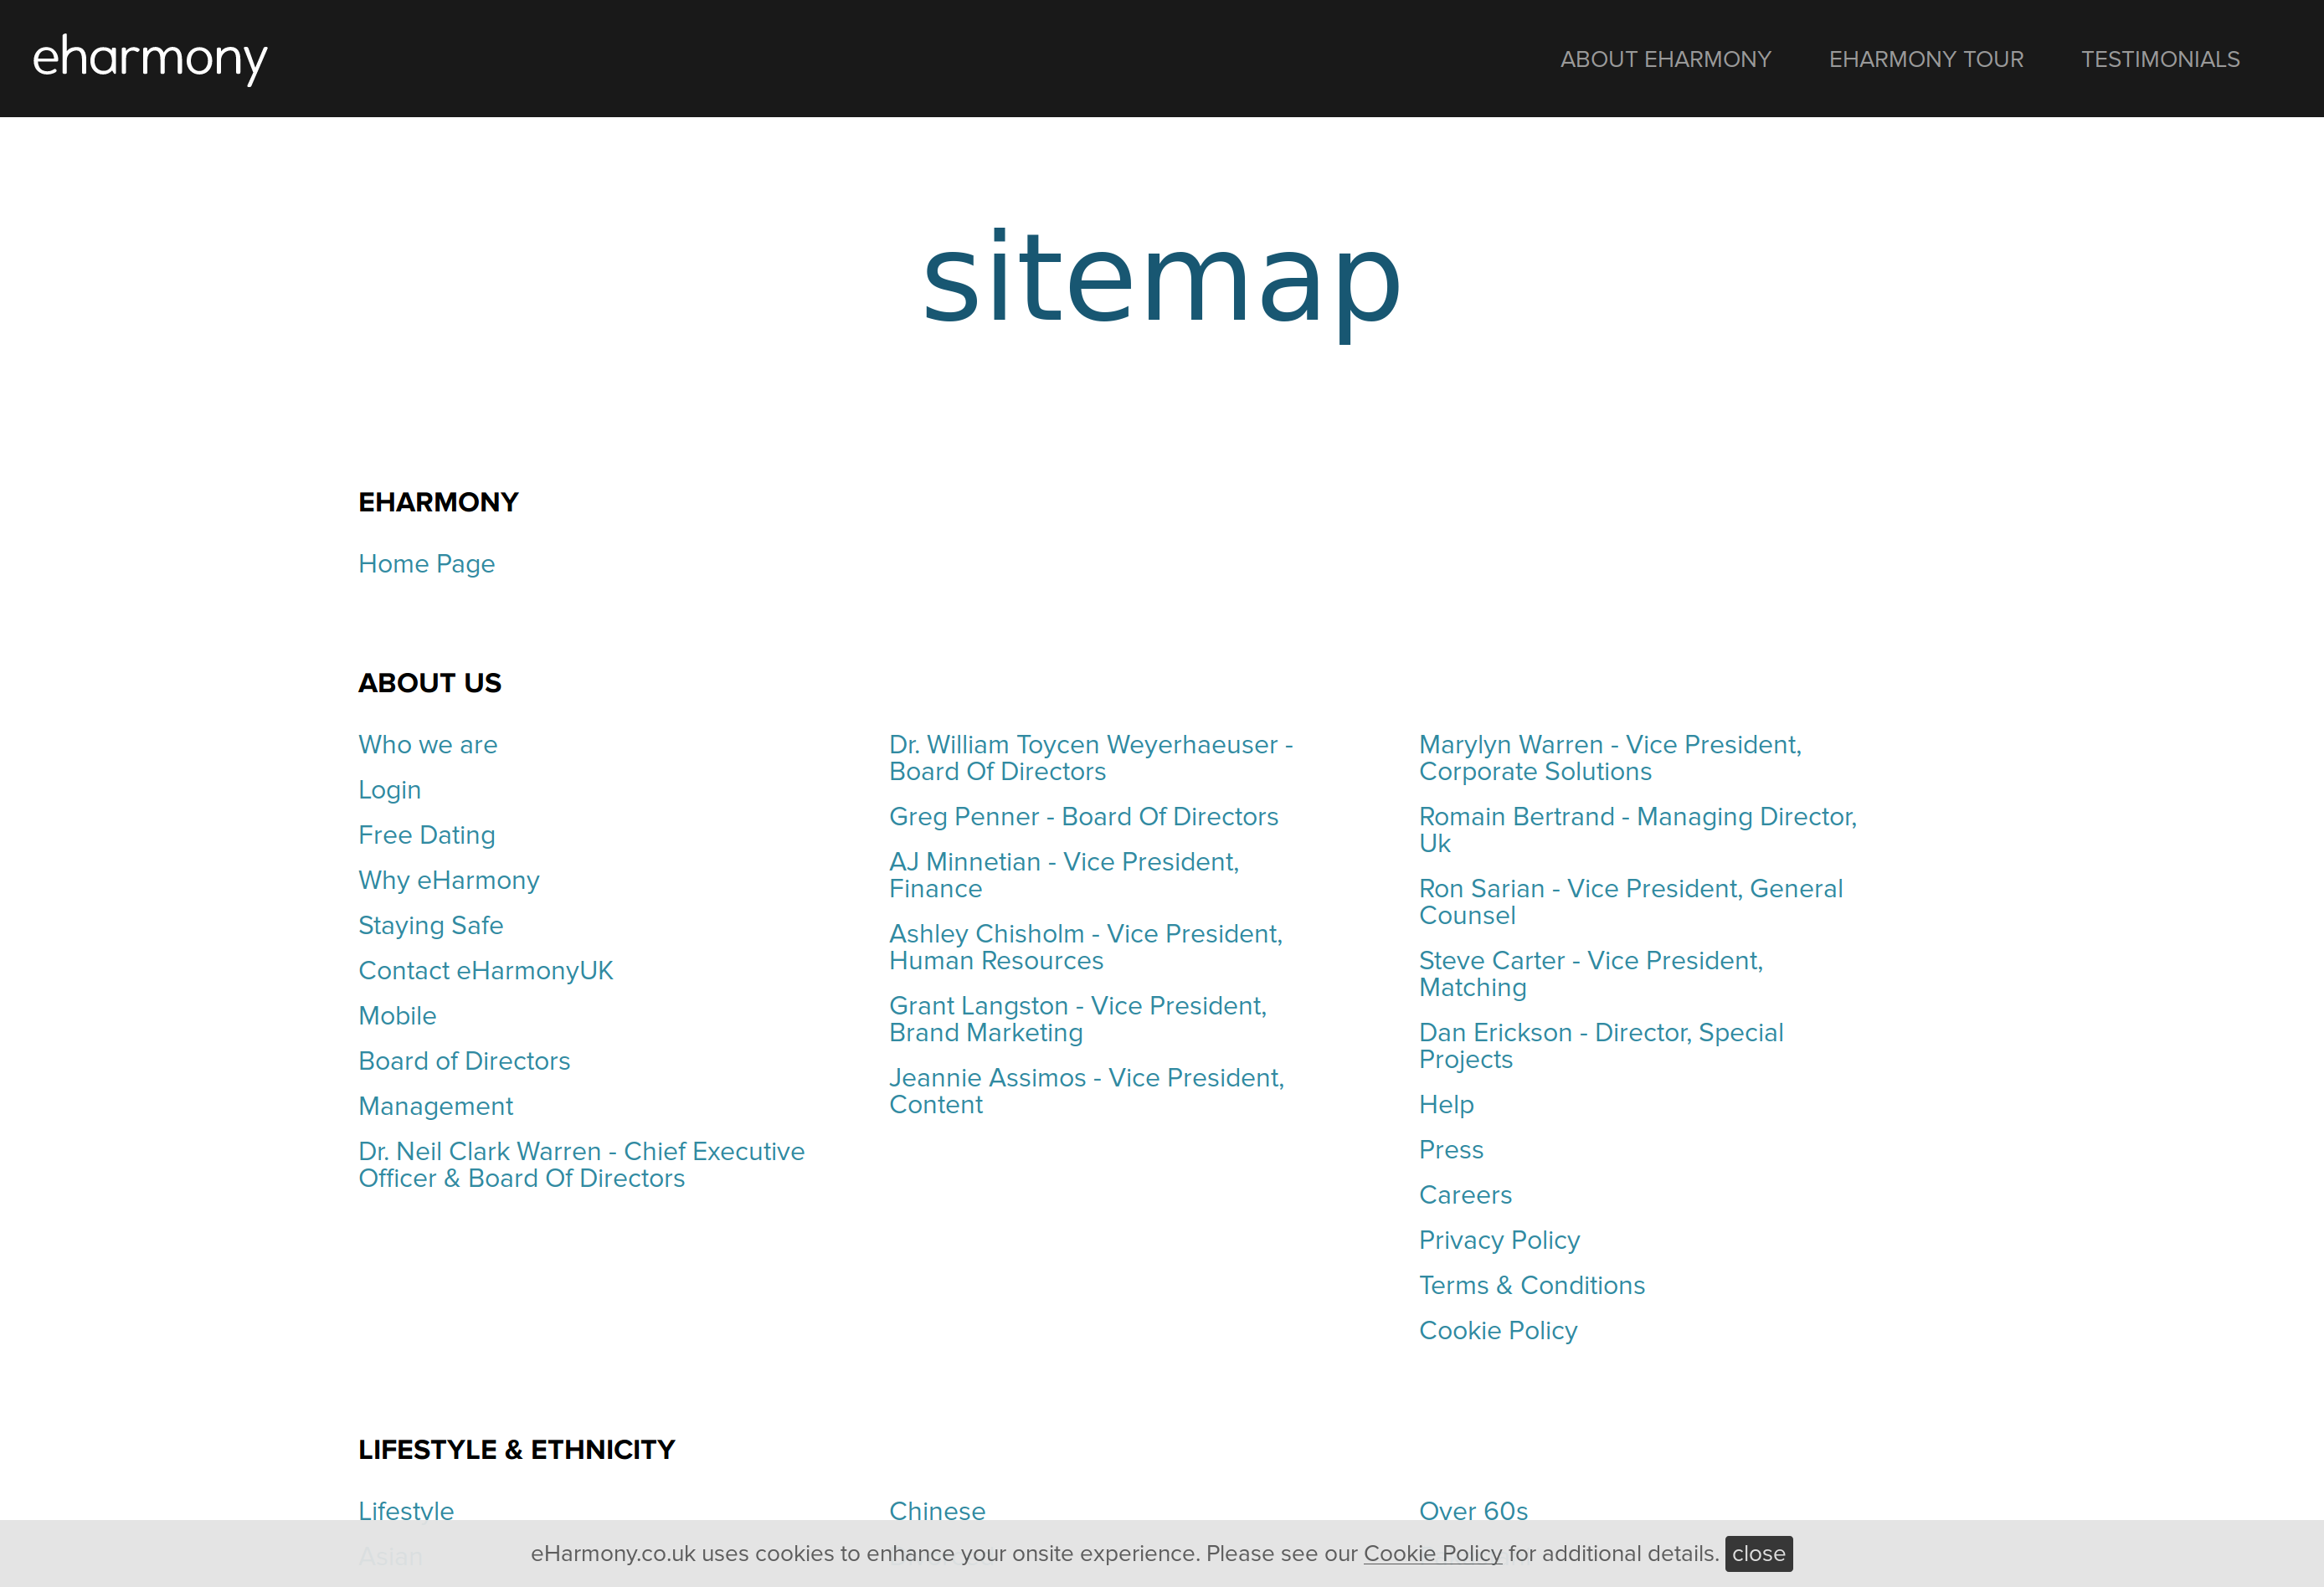 eharmony
ABOUT EHARMONY
EHARMONY TOUR
TESTIMONIALS
sitemap
EHARMONY
Home Page
ABOUT US
Who we are
Login
Free Dating
Why eHarmony
Staying Safe
Contact eHarmonyUK
Mobile
Board of Directors
Management
Dr. Neil Clark Warren - Chief Executive
Officer & Board Of Directors
Dr. William Toycen Weyerhaeuser -
Board Of Directors
Greg Penner - Board Of Directors
AJ Minnetian - Vice President,
Finance
Ashley Chisholm - Vice President,
Human Resources
Grant Langston - Vice President,
Brand Marketing
Jeannie Assimos - Vice President,
Content
Marylyn Warren - Vice President,
Corporate Solutions
Romain Bertrand - Managing Director,
Uk
Ron Sarian - Vice President, General
Counsel
Steve Carter - Vice President,
Matching
Dan Erickson - Director, Special
Projects
Help
Press
Careers
Privacy Policy
Terms & Conditions
Cookie Policy
LIFESTYLE & ETHNICITY
Lifestyle
Asian
Chinese
Over 60s
eHarmony.co.uk uses cookies to enhance your onsite experience. Please see our Cookie Policy for additional details. close